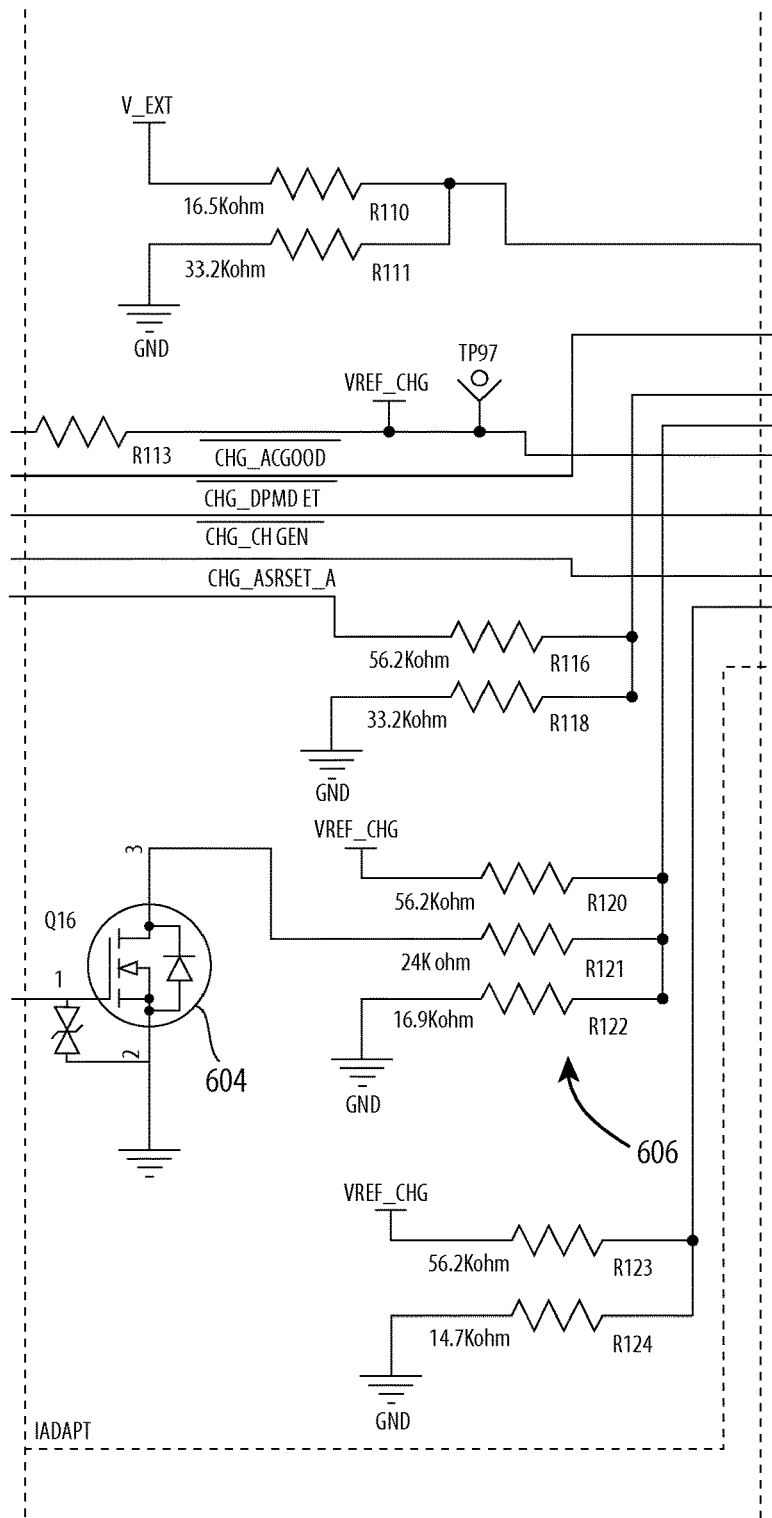 V_EXT
16.5Kohm
R110
33.2Kohm
R111
GND
TP97
VREF_CHG
R113
CHG_ACGOOD
CHG_DPMD ET
CHG_CH GEN
CHG_ASRSET_A
56.2Kohm
R116
33.2Kohm
R118
GND
VREF_CHG
3
56.2Kohm
R120
Q16
24K ohm
R121
1
16.9Kohm
R122
2
604
GND
606
VREF_CHG
56.2Kohm
R123
14.7Kohm
R124
GND
IADAPT